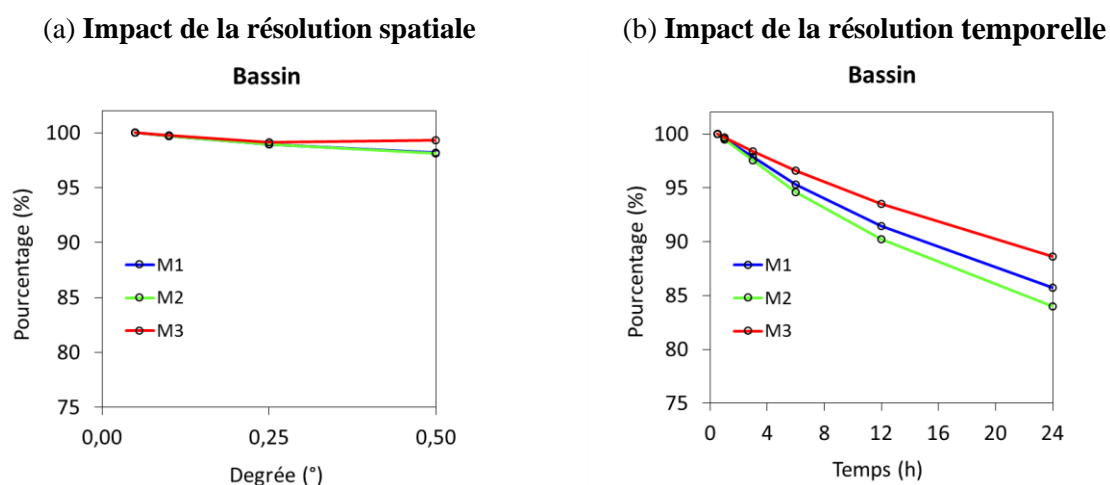 (a) Impact de la résolution spatiale
Bassin
Pourcentage (%)
100
95
90
85
80
75
M1
M2
M3
0,00
0,25
0,50
Degrée (°)
(b) Impact de la résolution temporelle
Bassin
Pourcentage (%)
100
95
90
85
80
75
M1
M2
M3
0 4 8 12 16 20 24
Temps (h)